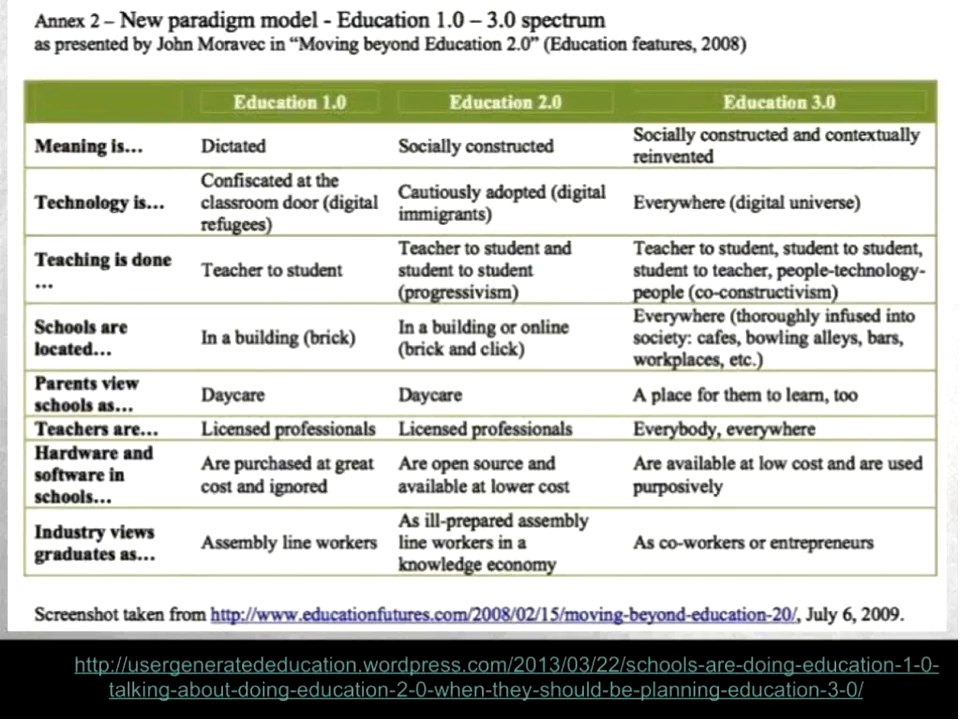 Annex 2 – New paradigm model - Education 1.0 – 3.0 spectrum
as presented by John Moravec in “Moving beyond Education 2.0” (Education features, 2008)
Education 1.0 Education 2.0 Education 3.0
Meaning is... Dictated Socially constructed Socially constructed and contextually
reinvented
Technology is... Confiscated at the
classroom door (digital
refugees) Cautiously adopted (digital
immigrants) Everywhere (digital universe)
Teaching is done
... Teacher to student Teacher to student and
student to student
(progressivism) Teacher to student, student to student,
student to teacher, people-technology-
people (co-constructivism)
Schools are
located... In a building (brick) In a building or online
(brick and click) Everywhere (thoroughly infused into
society: cafes, bowling alleys, bars,
workplaces, etc.)
Parents view
schools as... Daycare Daycare A place for them to learn, too
Teachers are... Licensed professionals Licensed professionals Everybody, everywhere
Hardware and
software in
schools... Are purchased at great
cost and ignored Are open source and
available at lower cost Are available at low cost and are used
purposively
Industry views
graduates as... Assembly line workers As ill-prepared assembly
line workers in a
knowledge economy As co-workers or entrepreneurs
Screenshot taken from http://www.educationfutures.com/2008/02/15/moving-beyond-education-20/, July 6, 2009.
http://usergeneratededucation.wordpress.com/2013/03/22/schools-are-doing-education-1-0-
talking-about-doing-education-2-0-when-they-should-be-planning-education-3-0/